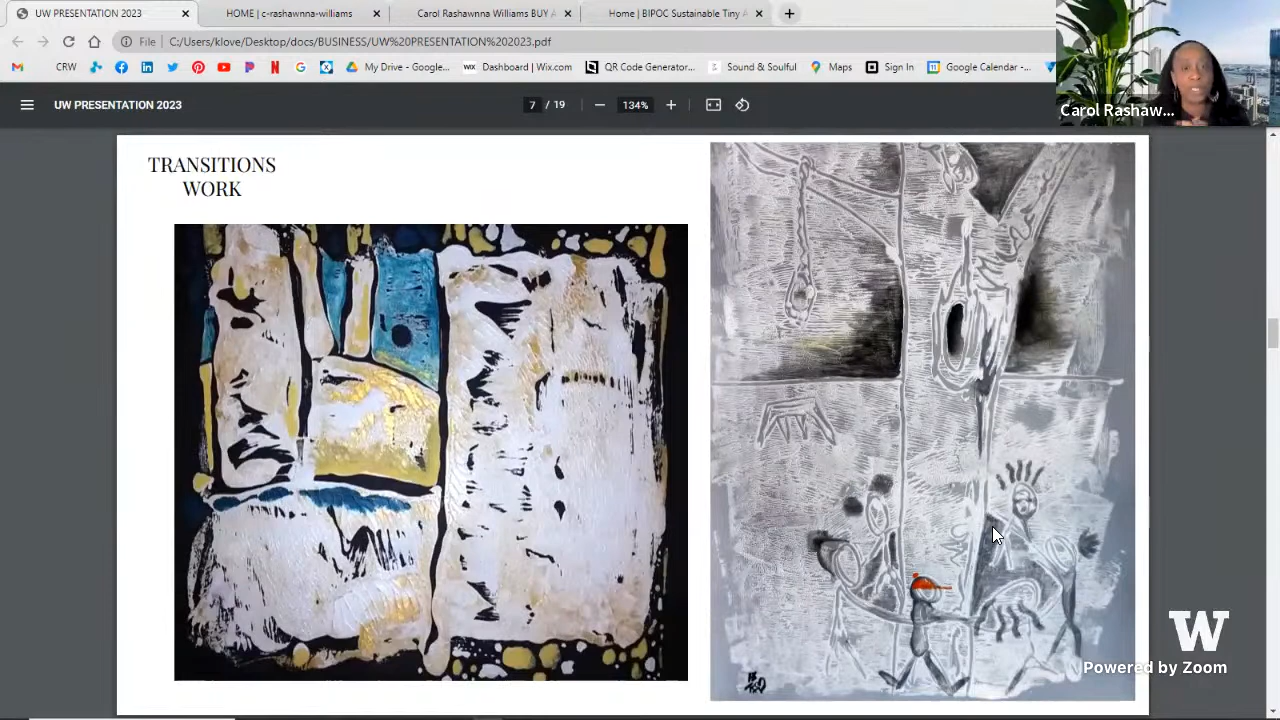 UW PRESENTATION 2023
HOME | c-rashawnna-williams
Carol Rashawnna Williams BUY
Home | BIPOC Sustainable Tiny
File | C:/Users/klove/Desktop/docs/BUSINESS/UW%20PRESENTATION%202023.pdf
CRW
My Drive - Google...
WIX Dashboard | Wix.com
QR Code Generator...
Sound & Soulful
Maps
Sign In
Google Calendar -...
Carol Rashaw...
UW PRESENTATION 2023
7 / 19
134%
TRANSITIONS
WORK
W
Powered by Zoom